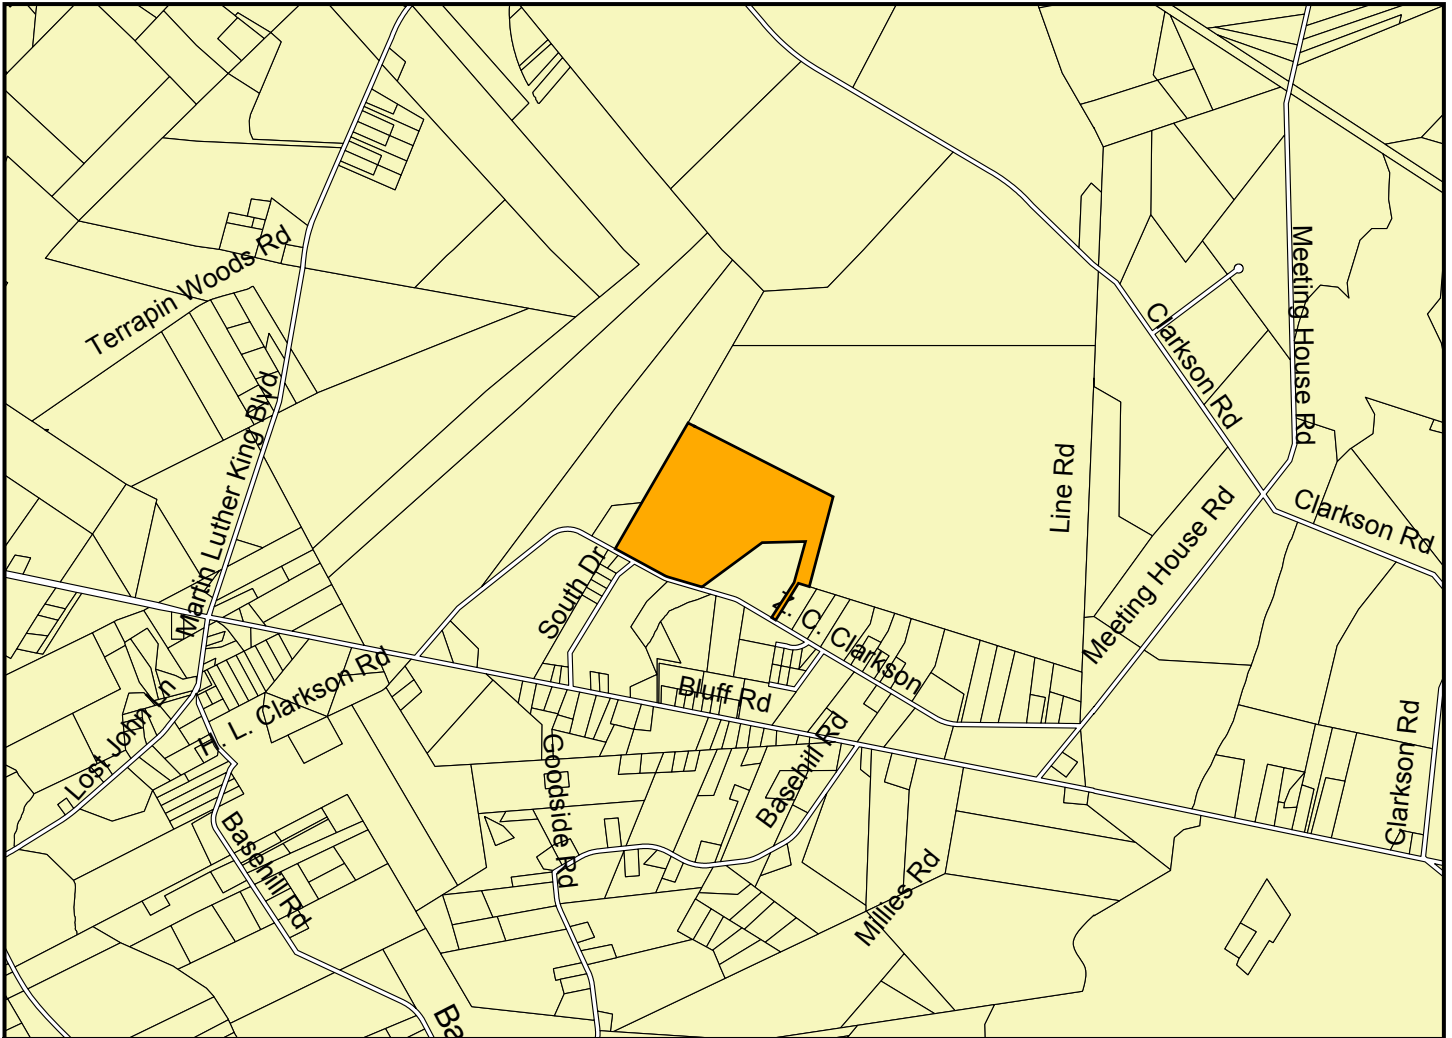 Terrapin Woods Rd
Meeting House Rd
Clarkson Rd
Martin Luther King Blvd
Line Rd
Clarkson Rd
Meeting House Rd
South Dr
C. Clarkson
H. L. Clarkson Rd
Bluff Rd
Lost John Ln
Basehill Rd
Goodside Rd
Clarkson Rd
Basehill Rd
Millies Rd
Ba